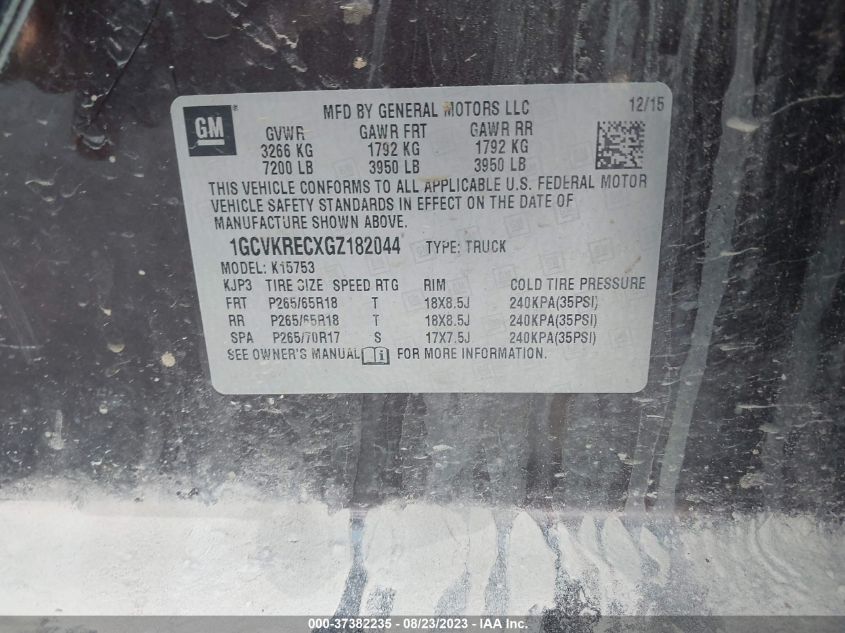 MFD BY GENERAL MOTORS LLC 12/15
GM
GVWR GAWR FRT GAWR RR
3266 KG 1792 KG 1792 KG
7200 LB 3950 LB 3950 LB
THIS VEHICLE CONFORMS TO ALL APPLICABLE U.S. FEDERAL MOTOR
VEHICLE SAFETY STANDARDS IN EFFECT ON THE DATE OF
MANUFACTURE SHOWN ABOVE.
1GCVKRECXGZ182044 TYPE: TRUCK
MODEL: K15753
KJP3 TIRE SIZE SPEED RTG RIM COLD TIRE PRESSURE
FRT P265/65R18 T 18X8.5J 240KPA(35PSI)
RR P265/65R18 T 18X8.5J 240KPA(35PSI)
SPA P265/70R17 S 17X7.5J 240KPA(35PSI)
SEE OWNER'S MANUAL FOR MORE INFORMATION.
000-37382235 - 08/23/2023 - IAA Inc.